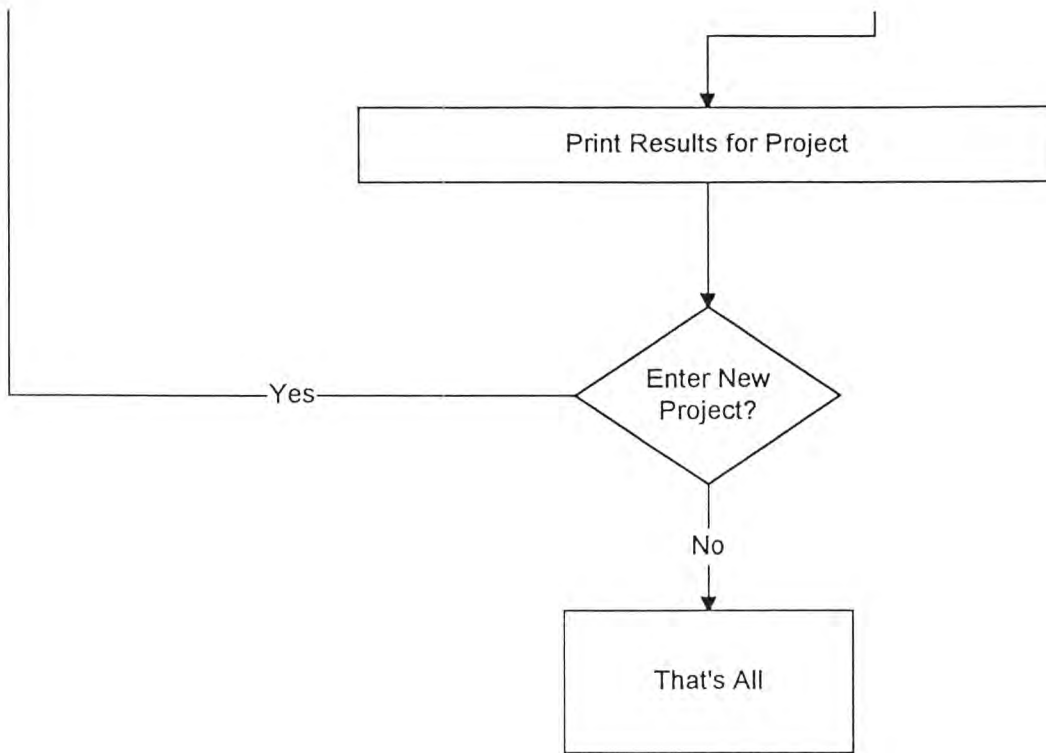 Print Results for Project
Enter New
Project?
Yes
No
That's All